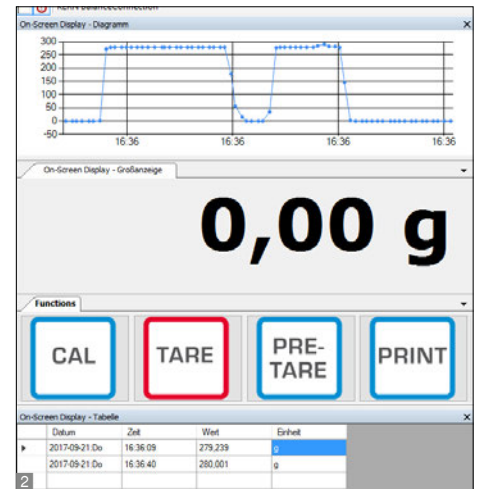 KERN BalanceConnection
On-Screen Display - Diagramm X
300
250
200
150
100
50
0
-50
16:36 16:36 16:36 16:36
On-Screen Display - Großanzeige
0,00 g
Functions
CAL TARE PRE-TARE PRINT
On-Screen Display - Tabelle X
Datum Zeit Wert Einheit
2017-09-21:Do 16:36:09 279,239 g
2017-09-21:Do 16:36:40 280,001 g
2